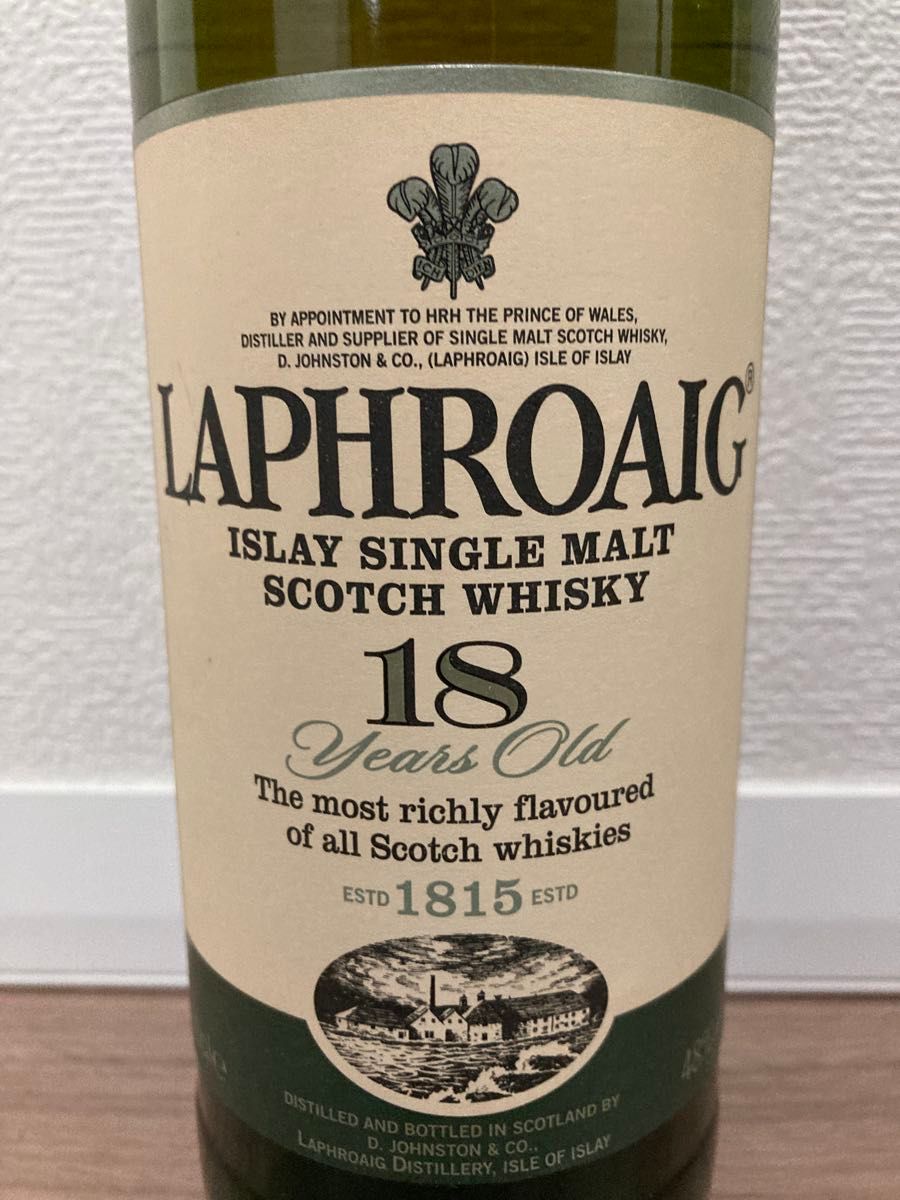 ICH DIEN
BY APPOINTMENT TO HRH THE PRINCE OF WALES,
DISTILLER AND SUPPLIER OF SINGLE MALT SCOTCH WHISKY,
D. JOHNSTON & CO., (LAPHROAIG) ISLE OF ISLAY
LAPHROAIG®
ISLAY SINGLE MALT
SCOTCH WHISKY
18
Years Old
The most richly flavoured
of all Scotch whiskies
ESTD 1815 ESTD
DISTILLED AND BOTTLED IN SCOTLAND BY
D. JOHNSTON & CO.,
LAPHROAIG DISTILLERY, ISLE OF ISLAY